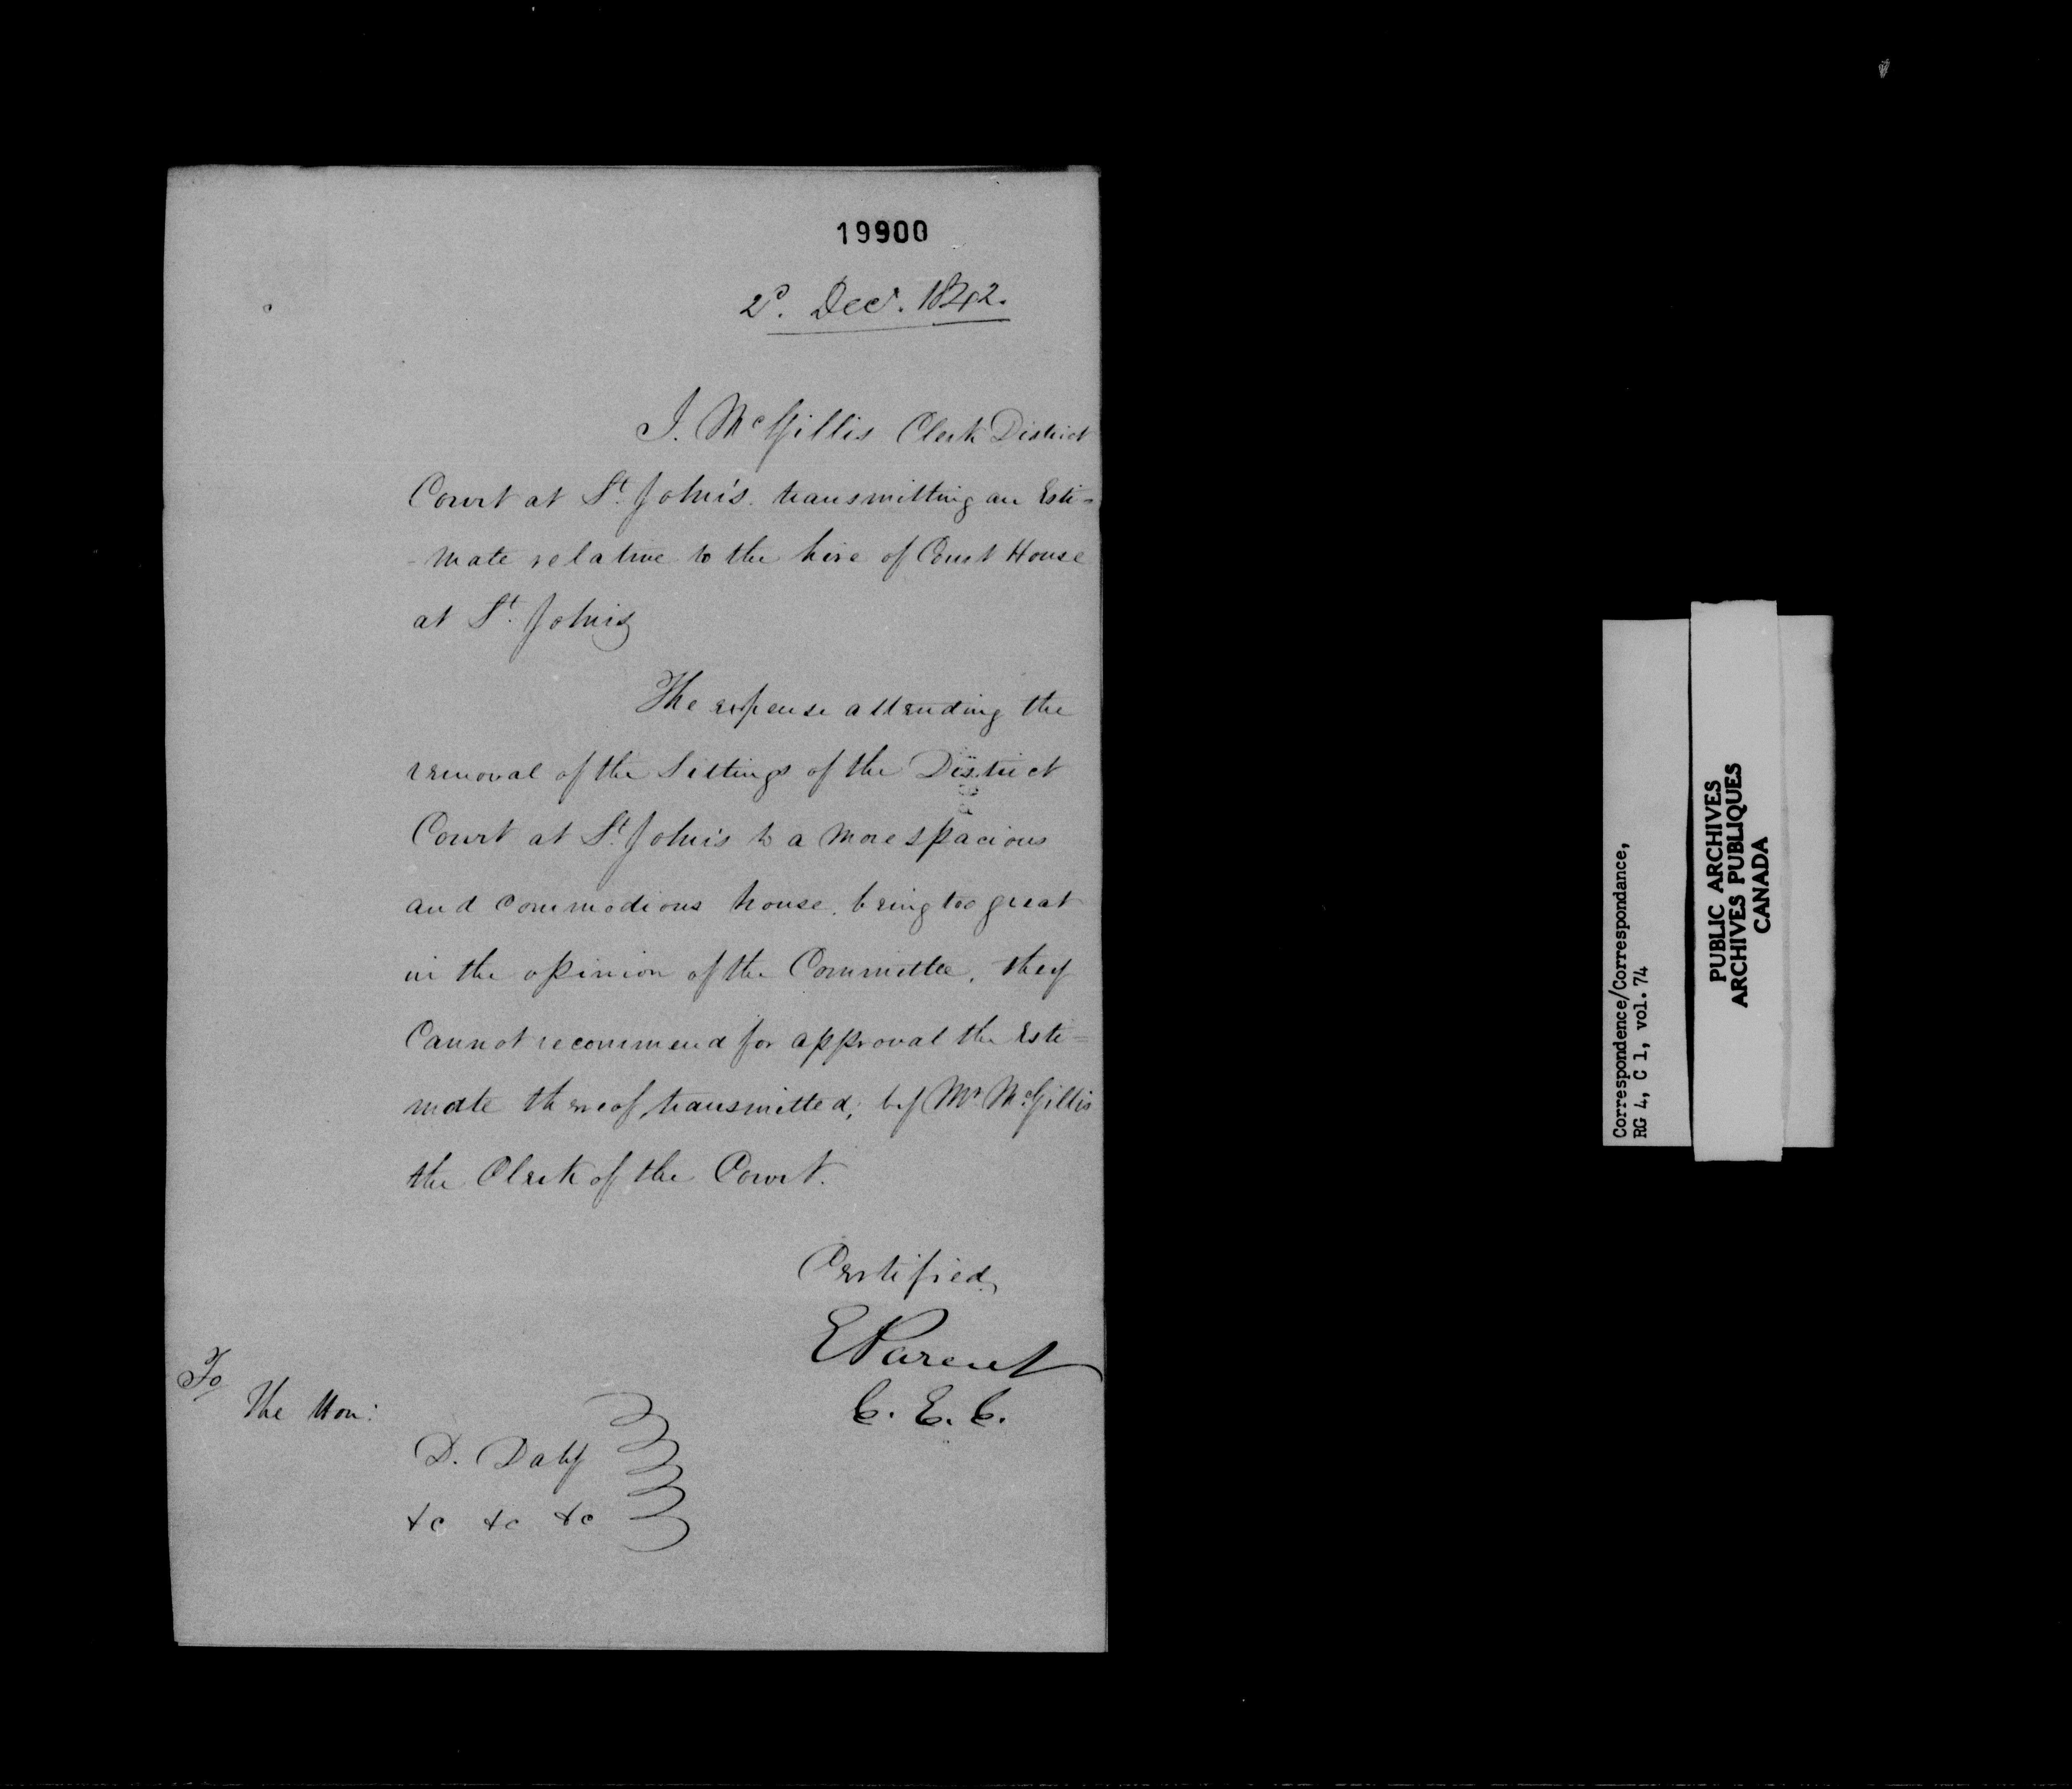 19900
2d. Decr. 1842.
J. McGillis Clerk District
Court at St. John's. transmitting an Esti=
-mate relative to the hire of Court House
at St. John's
The expense attending the
removal of the Sittings of the District
Court at St. John's to a more spacious
and commodious house, being too great
in the opinion of the Committee, they
Cannot recommend for approval the Esti=
mate thereof, transmitted, by Mr. McGillis
the Clerk of the Court.
Certified
E Parent
C. E. C.
To
The Hon:
D. Daly
&c &c &c
Correspondence/Correspondance,
RG 4, C 1, vol. 74
PUBLIC ARCHIVES
ARCHIVES PUBLIQUES
CANADA